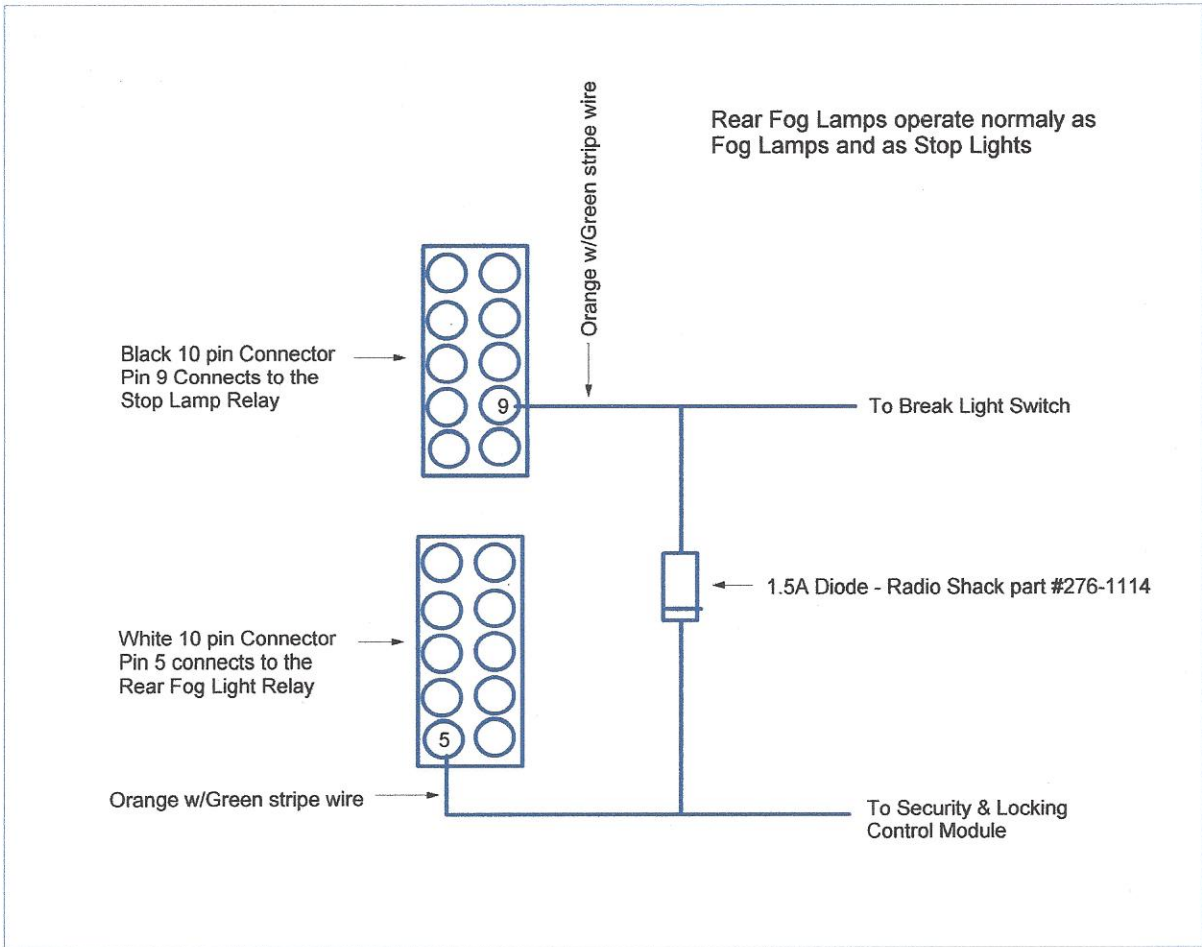 Orange w/Green stripe wire
Rear Fog Lamps operate normaly as
Fog Lamps and as Stop Lights
Black 10 pin Connector
Pin 9 Connects to the
Stop Lamp Relay
9
To Break Light Switch
1.5A Diode - Radio Shack part #276-1114
White 10 pin Connector
Pin 5 connects to the
Rear Fog Light Relay
5
Orange w/Green stripe wire
To Security & Locking
Control Module